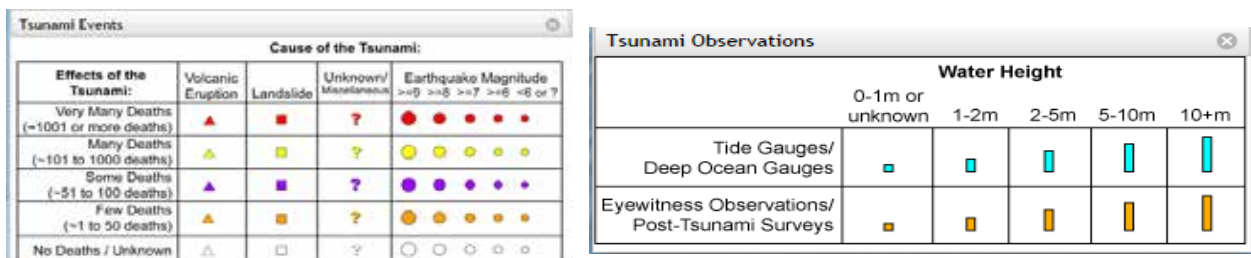 Tsunami Events
Cause of the Tsunami:
Effects of the Tsunami:
Volcanic Eruption
Landslide
Unknown/ Miscellaneous
Earthquake Magnitude
>=9 >=8 >=7 >=6 <6 or ?
Very Many Deaths
(~1001 or more deaths)
?
Many Deaths
(~101 to 1000 deaths)
?
Some Deaths
(~51 to 100 deaths)
?
Few Deaths
(~1 to 50 deaths)
?
No Deaths / Unknown
?
Tsunami Observations
Water Height
0-1m or
unknown 1-2m 2-5m 5-10m 10+m
Tide Gauges/
Deep Ocean Gauges
Eyewitness Observations/
Post-Tsunami Surveys